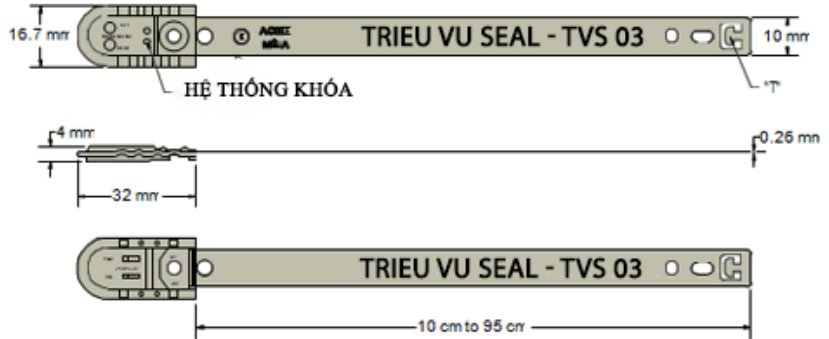 16.7 mm
ACME
M&A
TRIEU VU SEAL - TVS 03
10 mm
"T"
HỆ THỐNG KHÓA
4 mm
0.26 mm
32 mm
TRIEU VU SEAL - TVS 03
10 cm to 95 cm